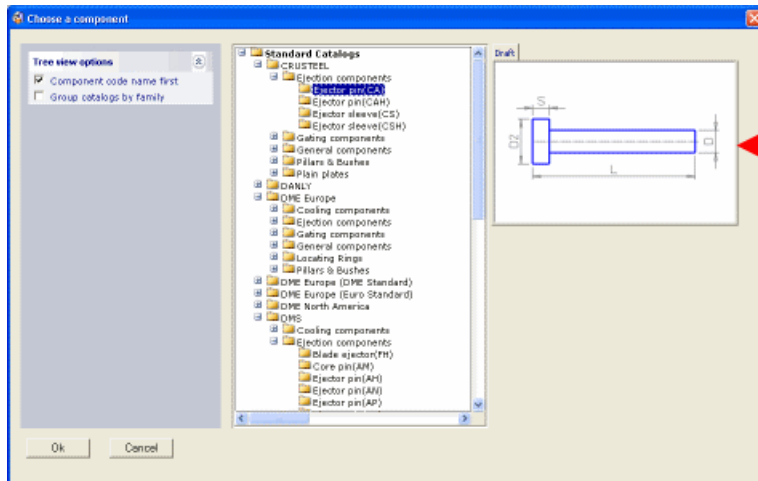 Choose a component
Tree view options
Component code name first
Group catalogs by family
Standard Catalogs
CRUSTEEL
Ejection components
Ejector pin(CA)
Ejector pin(CAH)
Ejector sleeve(CS)
Ejector sleeve(CSH)
Gating components
General components
Pillars & Bushes
Plain plates
DANLY
DME Europe
Cooling components
Ejection components
Gating components
General components
Locating Rings
Pillars & Bushes
DME Europe (DME Standard)
DME Europe (Euro Standard)
DME North America
DMS
Cooling components
Ejection components
Blade ejector(FH)
Core pin(AM)
Ejector pin(AH)
Ejector pin(AN)
Ejector pin(AP)
Draft
S
D2
D
L
Ok
Cancel